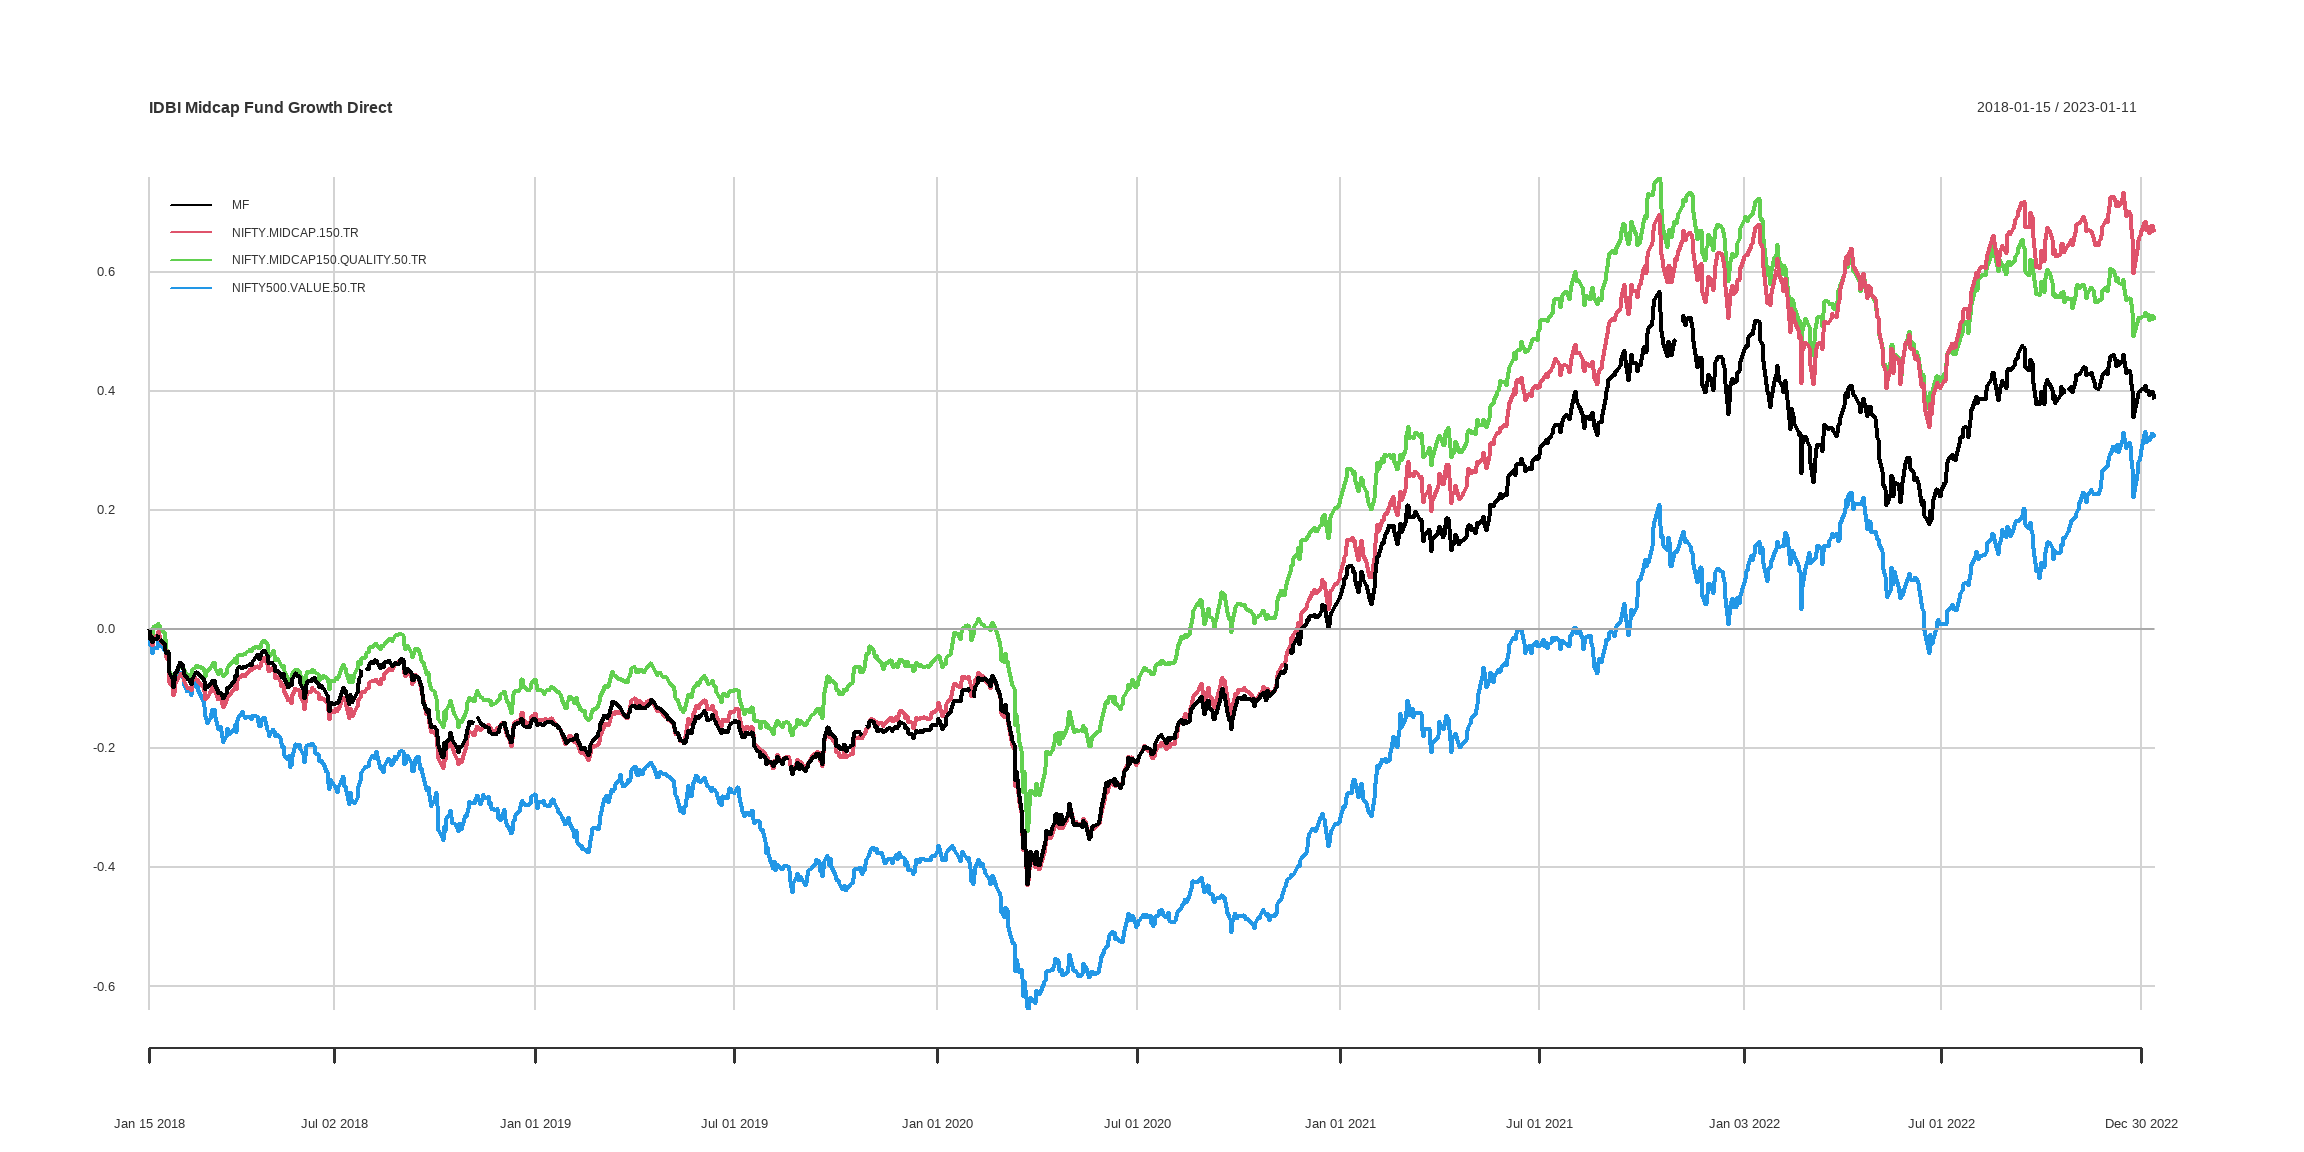 IDBI Midcap Fund Growth Direct
2018-01-15 / 2023-01-11
MF
NIFTY.MIDCAP.150.TR
NIFTY.MIDCAP150.QUALITY.50.TR
NIFTY500.VALUE.50.TR
0.6
0.4
0.2
0.0
-0.2
-0.4
-0.6
Jan 15 2018
Jul 02 2018
Jan 01 2019
Jul 01 2019
Jan 01 2020
Jul 01 2020
Jan 01 2021
Jul 01 2021
Jan 03 2022
Jul 01 2022
Dec 30 2022